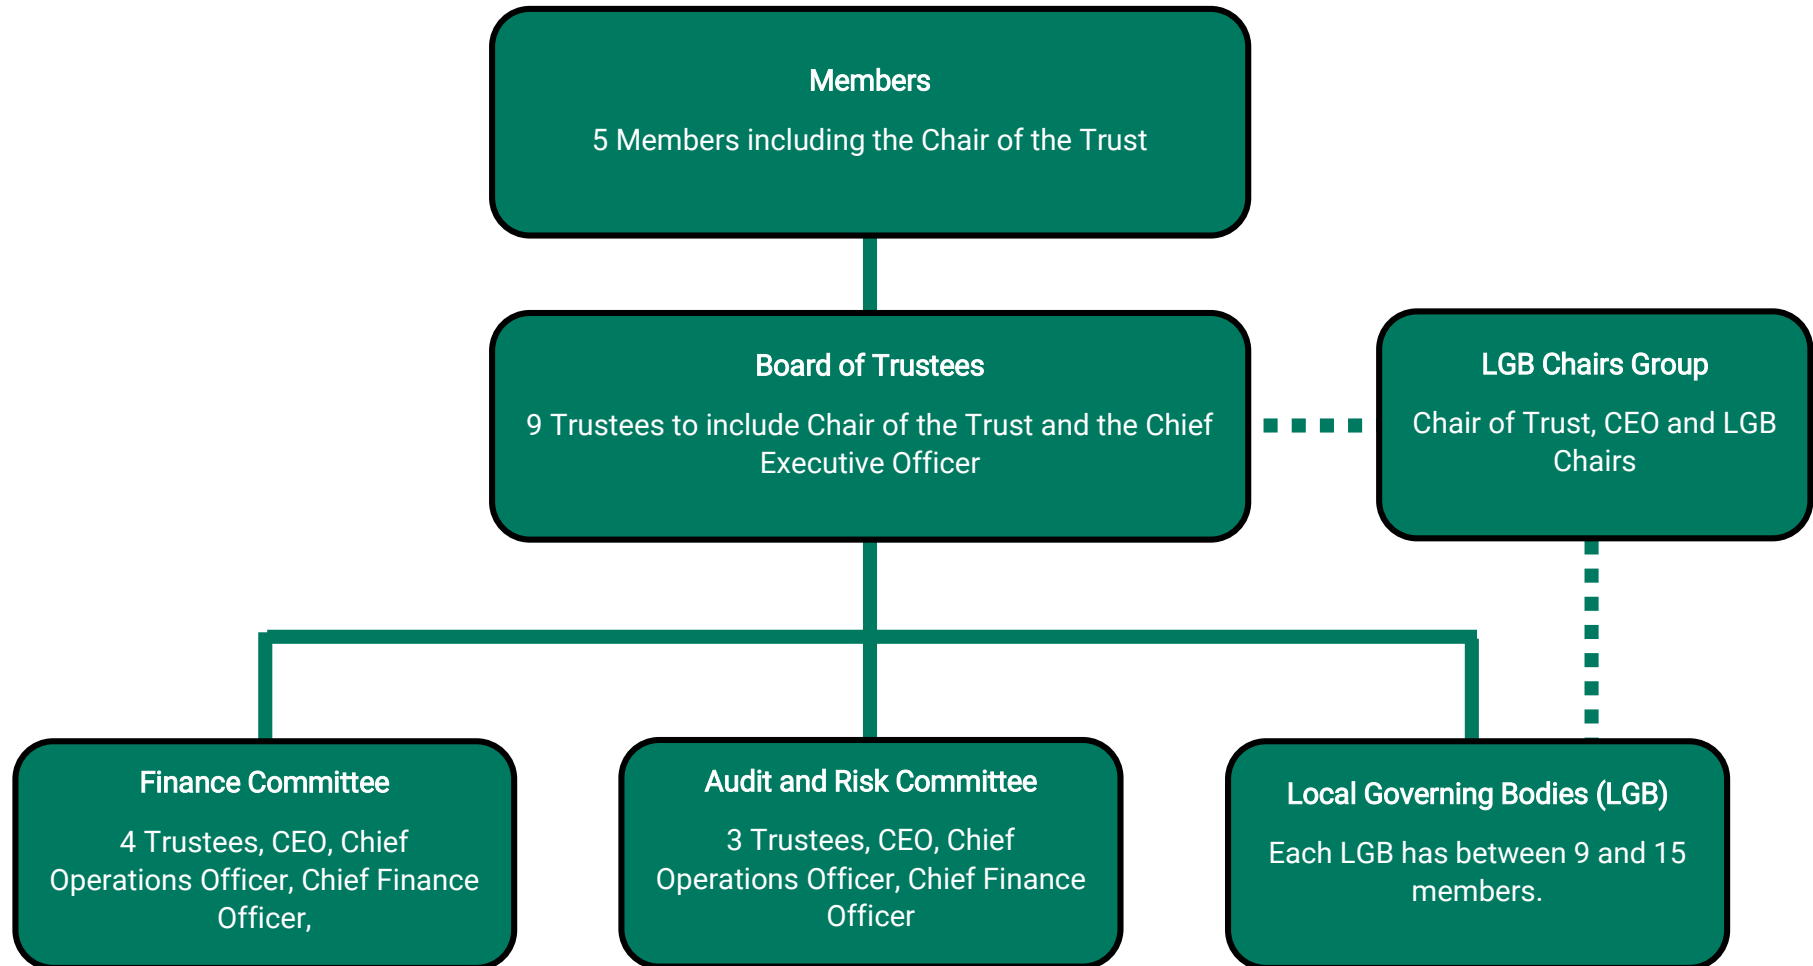 Members
5 Members including the Chair of the Trust
Board of Trustees
9 Trustees to include Chair of the Trust and the Chief
Executive Officer
LGB Chairs Group
Chair of Trust, CEO and LGB
Chairs
Finance Committee
4 Trustees, CEO, Chief
Operations Officer, Chief Finance
Officer,
Audit and Risk Committee
3 Trustees, CEO, Chief
Operations Officer, Chief Finance
Officer
Local Governing Bodies (LGB)
Each LGB has between 9 and 15
members.